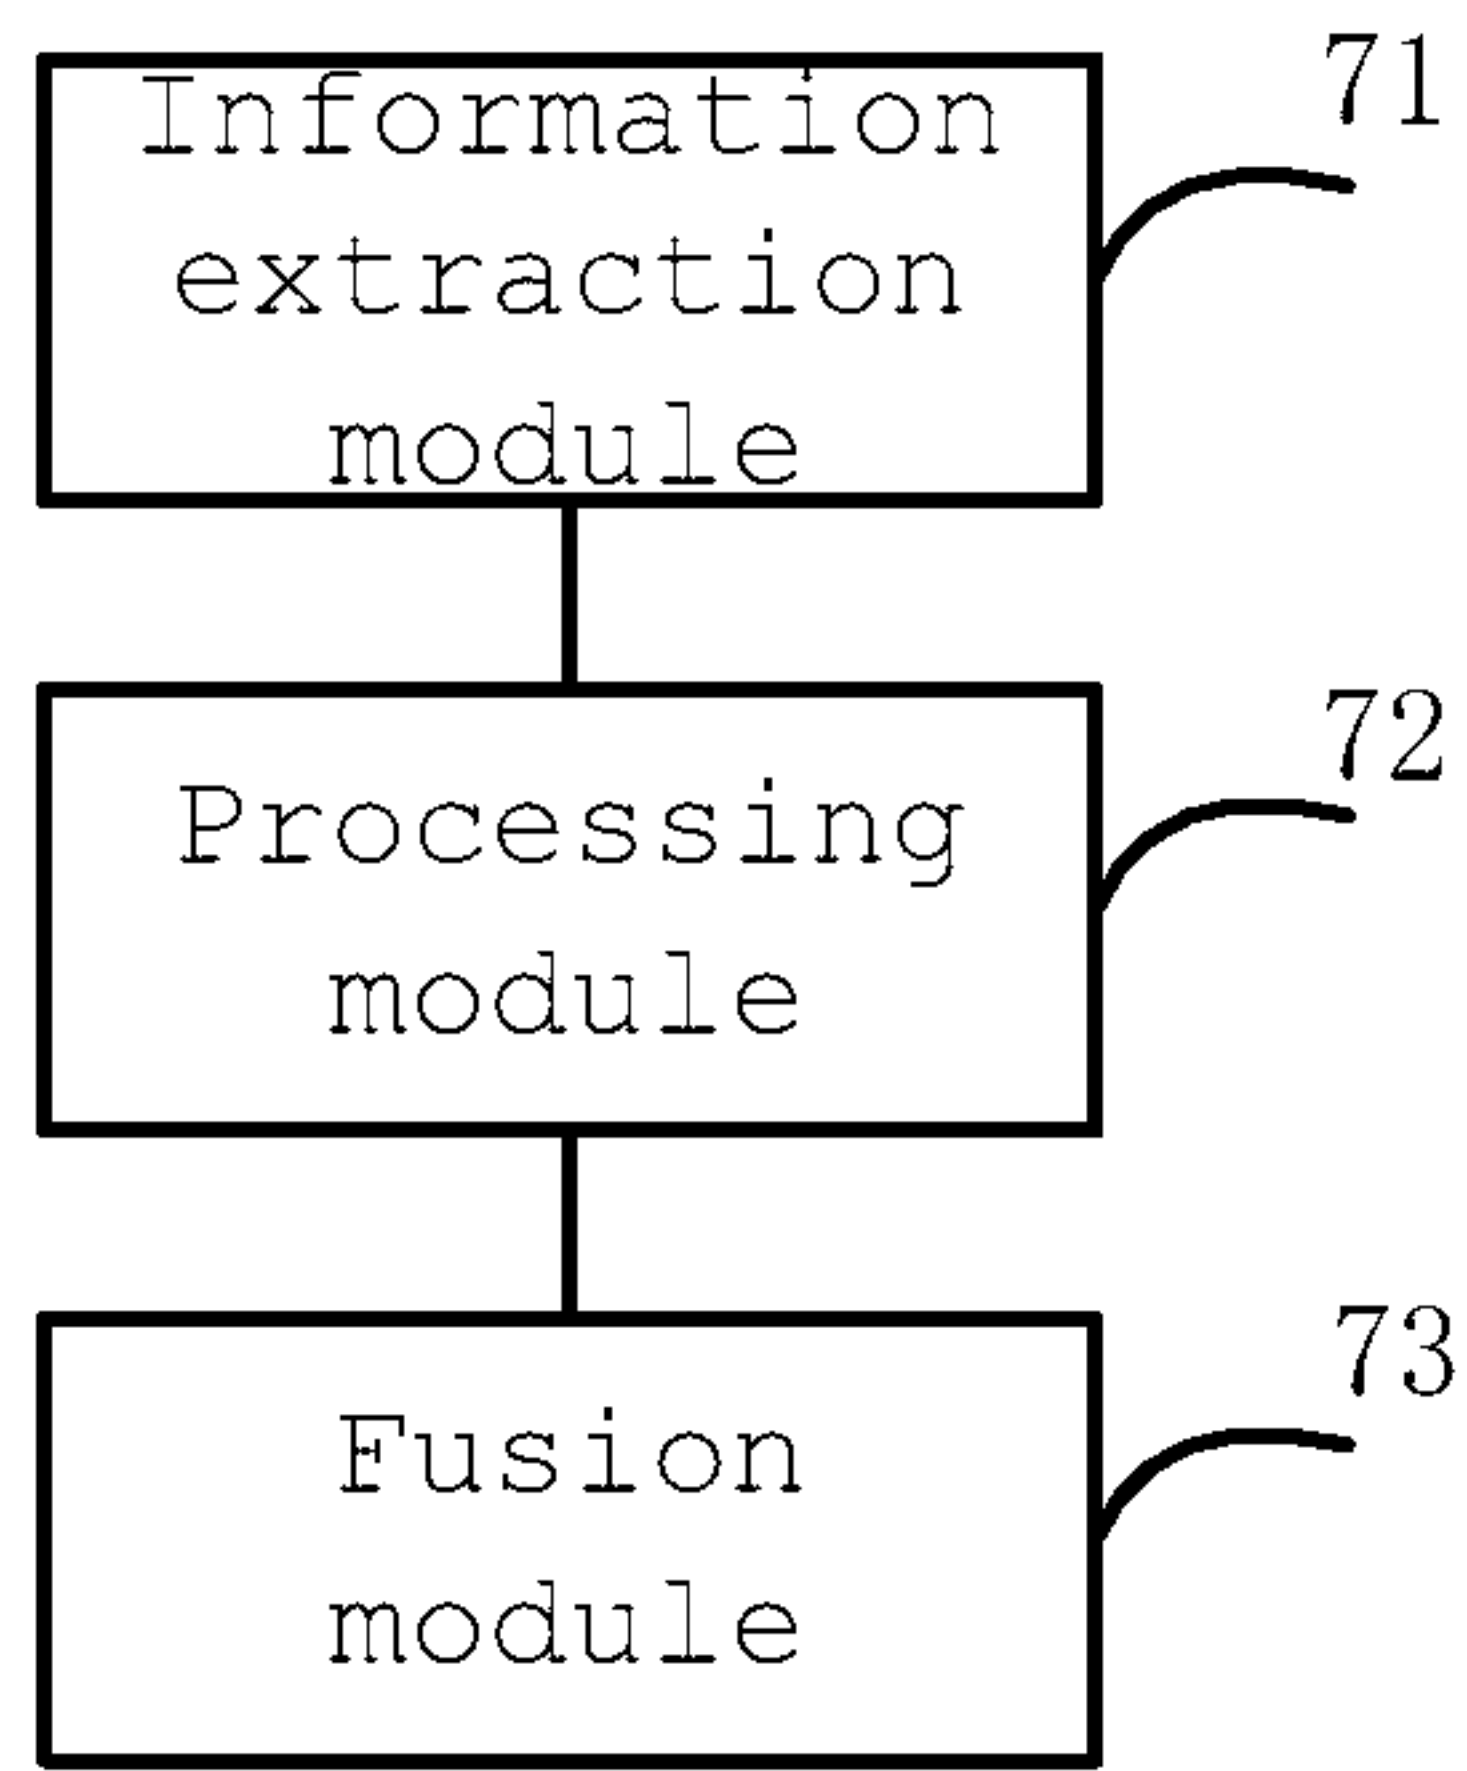 Information
extraction
module
71
Processing
module
72
Fusion
module
73